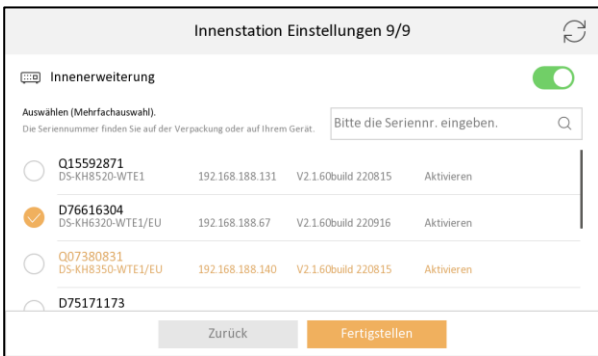 Innenstation Einstellungen 9/9
Innenerweiterung
Auswählen (Mehrfachauswahl).
Die Seriennummer finden Sie auf der Verpackung oder auf Ihrem Gerät.
Bitte die Seriennr. eingeben.
Q15592871
DS-KH8520-WTE1 192.168.188.131 V2.1.60build 220815 Aktivieren
D76616304
DS-KH6320-WTE1/EU 192.168.188.67 V2.1.60build 220916 Aktivieren
Q07380831
DS-KH8350-WTE1/EU 192.168.188.140 V2.1.60build 220815 Aktivieren
D75171173
Zurück Fertigstellen